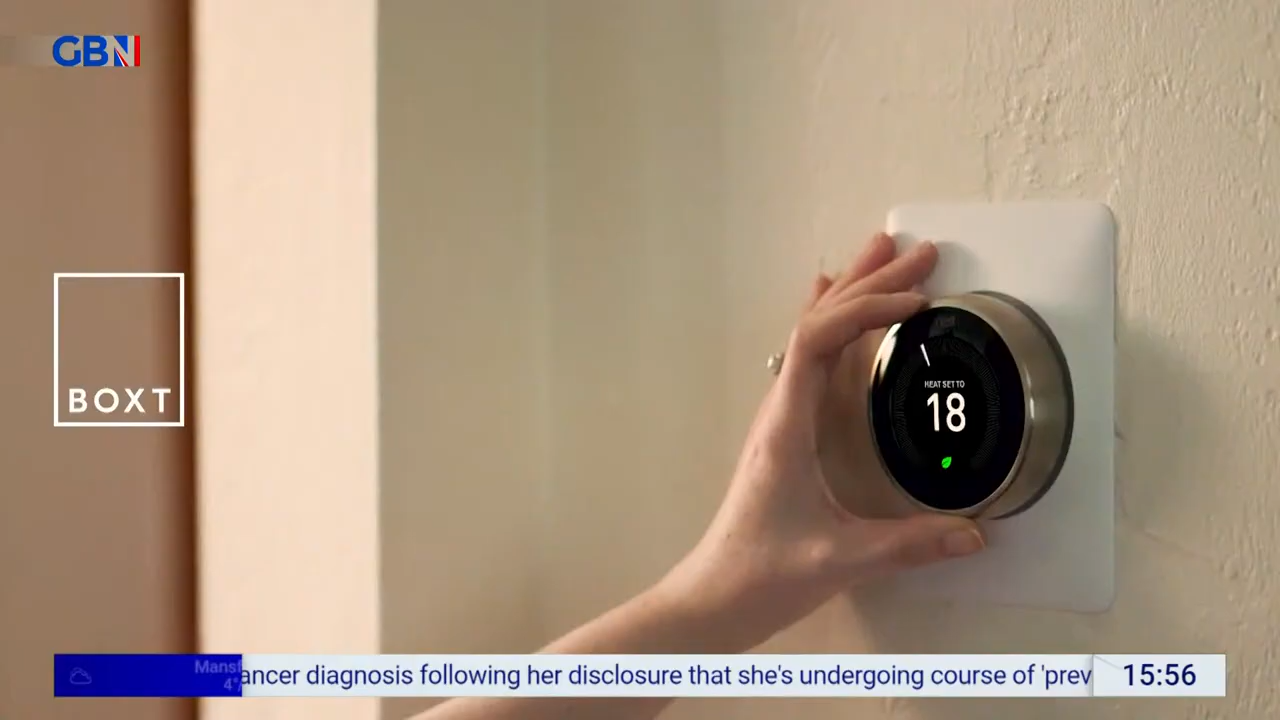 GBN
BOXT
HEAT SET TO
18
ancer diagnosis following her disclosure that she's undergoing course of 'prev
15:56